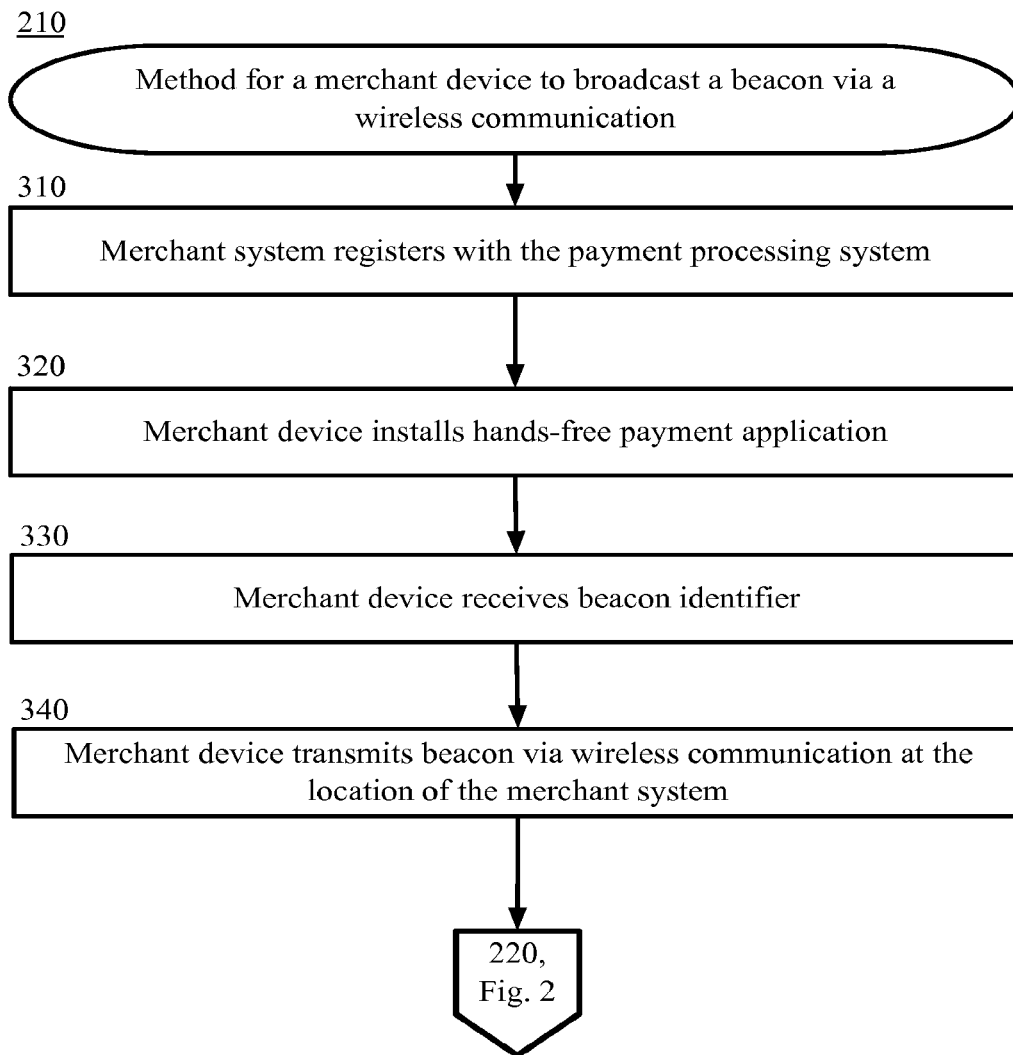 210
Method for a merchant device to broadcast a beacon via a
wireless communication
310
Merchant system registers with the payment processing system
320
Merchant device installs hands-free payment application
330
Merchant device receives beacon identifier
340
Merchant device transmits beacon via wireless communication at the
location of the merchant system
220,
Fig. 2